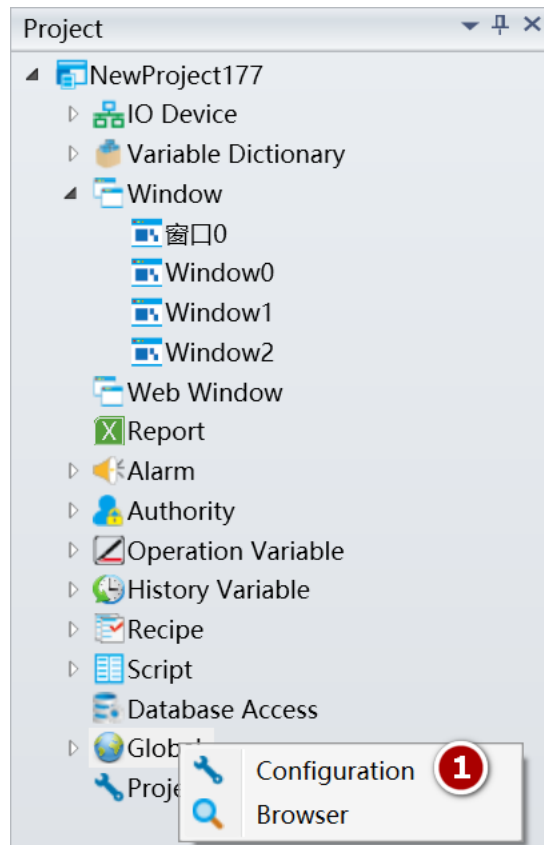 Project
NewProject177
IO Device
Variable Dictionary
Window
窗口0
Window0
Window1
Window2
Web Window
Report
Alarm
Authority
Operation Variable
History Variable
Recipe
Script
Database Access
Global
Configuration 1
Browser